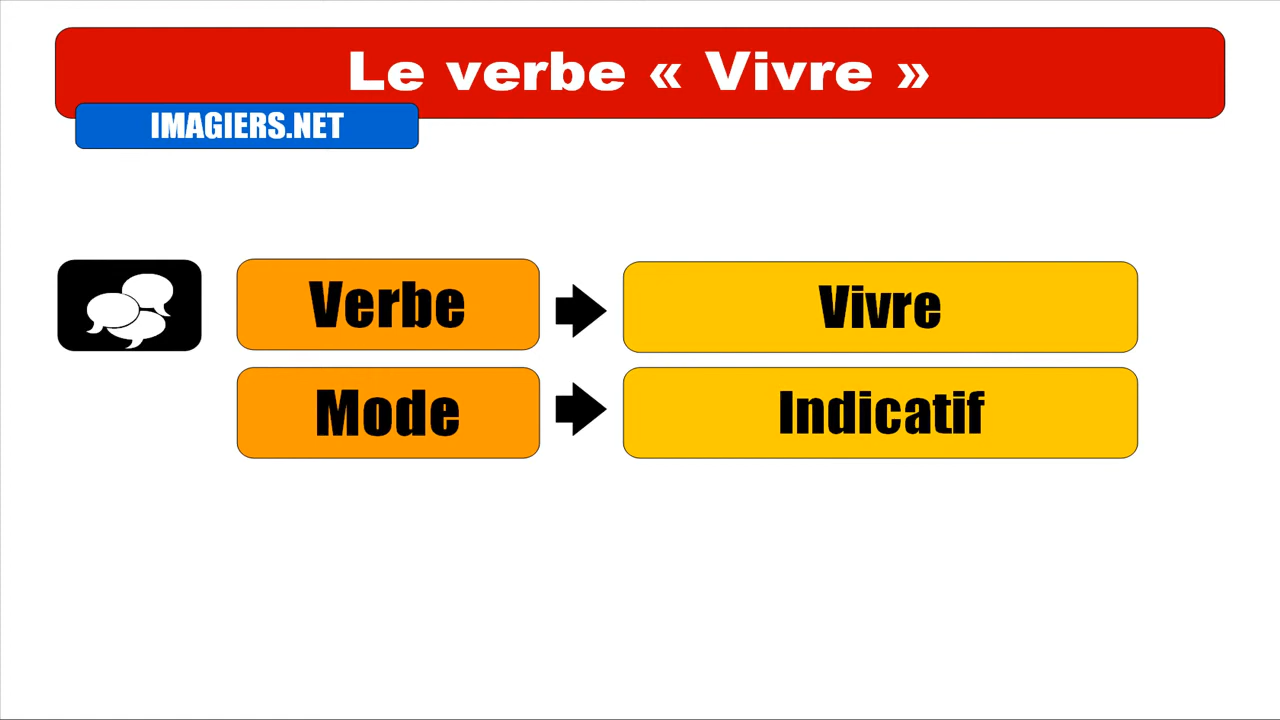 Le verbe « Vivre »
IMAGIERS.NET
Verbe Vivre
Mode Indicatif